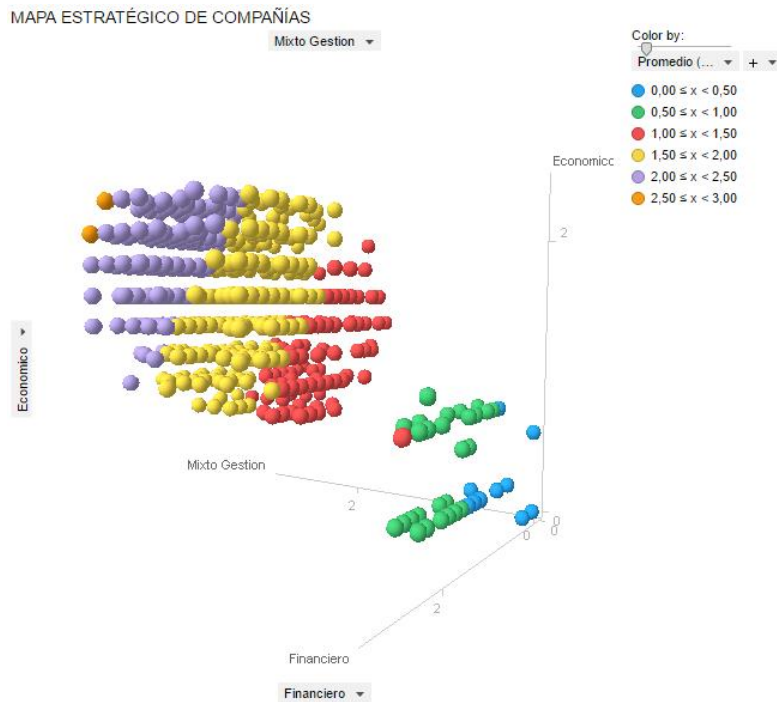 MAPA ESTRATÉGICO DE COMPAÑÍAS
Mixto Gestion
Color by:
Promedio (...
+
0,00 ≤ x < 0,50
0,50 ≤ x < 1,00
1,00 ≤ x < 1,50
1,50 ≤ x < 2,00
2,00 ≤ x < 2,50
2,50 ≤ x < 3,00
Economico
2
Economico
Mixto Gestion
2
0
0
0
2
Financiero
Financiero